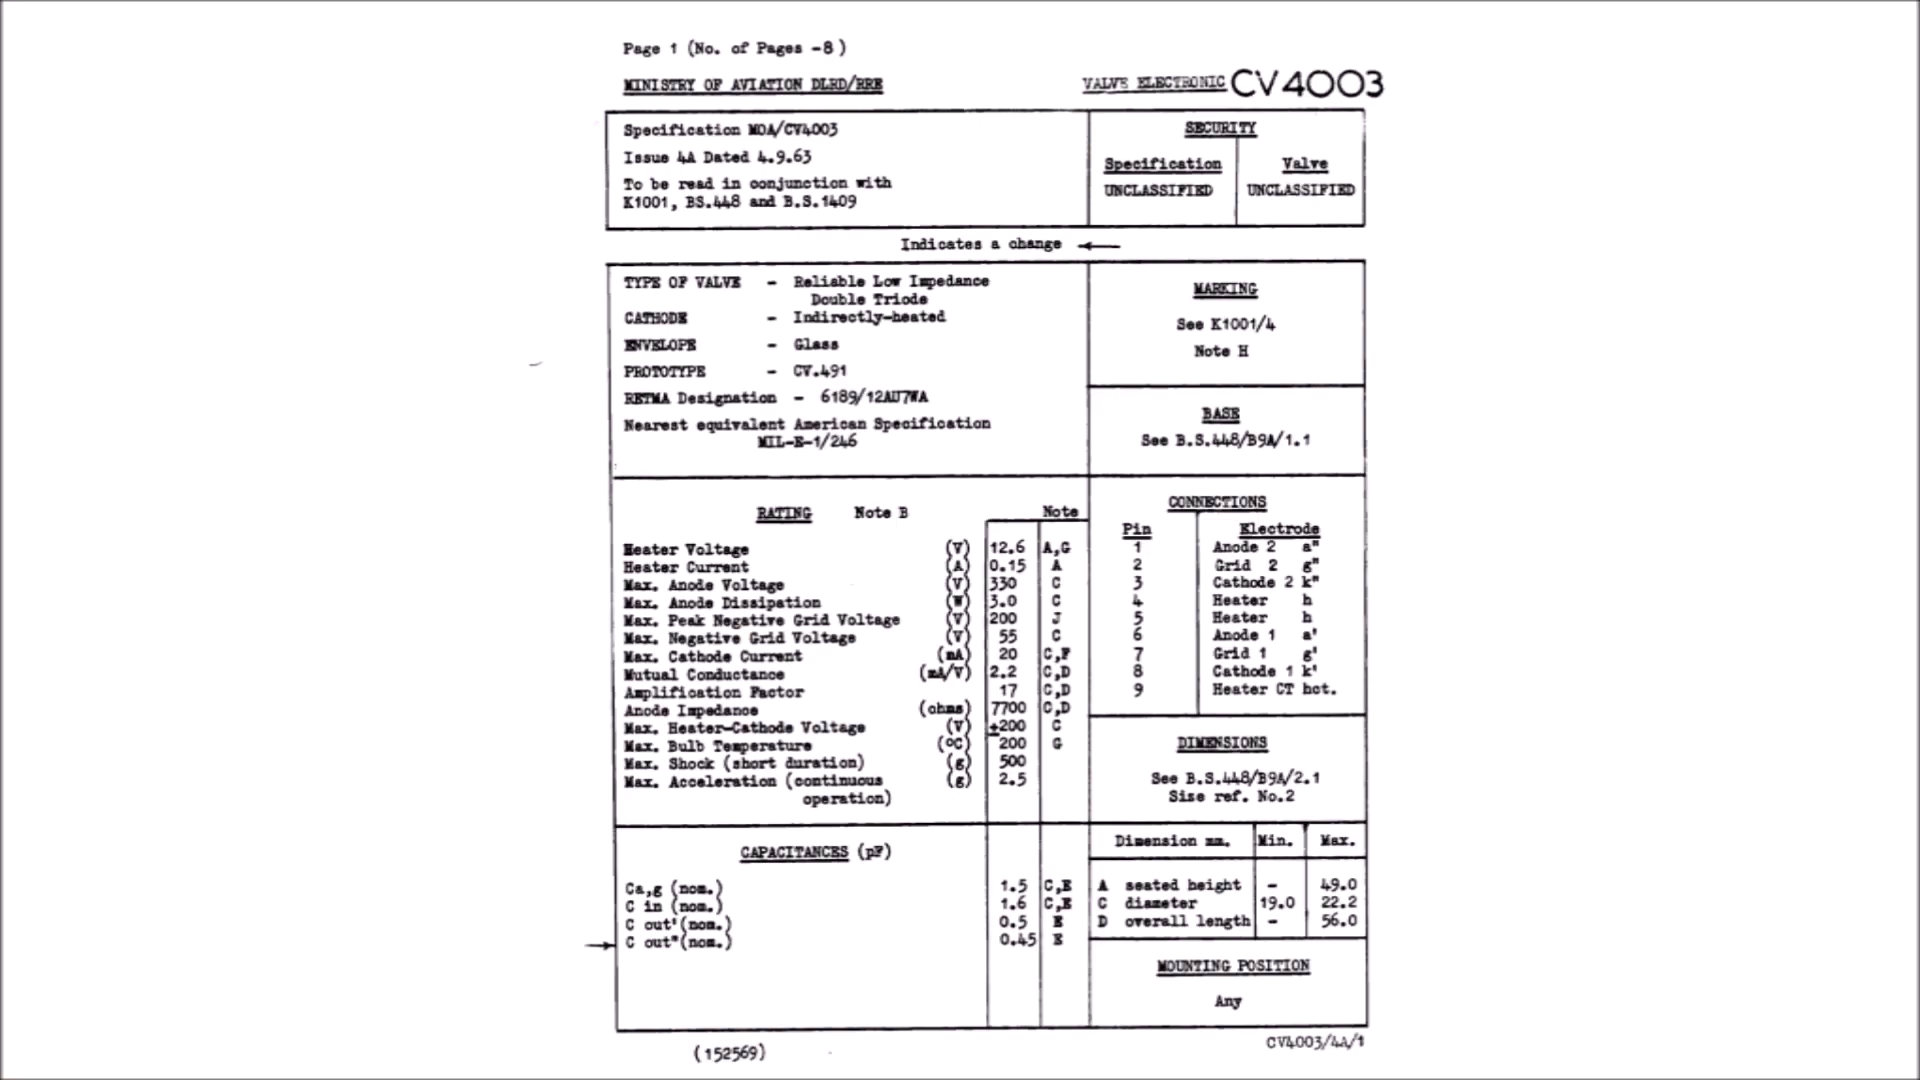 Page 1 (No. of Pages -8 )
MINISTRY OF AVIATION DLRD/RRE
VALVE ELECTRONIC CV4003
Specification MOA/CV4003
Issue 4A Dated 4.9.63
To be read in conjunction with
K1001, BS.448 and B.S.1409
SECURITY
Specification Valve
UNCLASSIFIED UNCLASSIFIED
Indicates a change ←
TYPE OF VALVE - Reliable Low Impedance
Double Triode
CATHODE - Indirectly-heated
ENVELOPE - Glass
PROTOTYPE - CV.491
RETMA Designation - 6189/12AU7WA
Nearest equivalent American Specification
MIL-E-1/246
MARKING
See K1001/4
Note H
BASE
See B.S.448/B9A/1.1
RATING Note B Note
Heater Voltage (V) 12.6 A,G
Heater Current (A) 0.15 A
Max. Anode Voltage (V) 330 C
Max. Anode Dissipation (W) 3.0 C
Max. Peak Negative Grid Voltage (V) 200 J
Max. Negative Grid Voltage (V) 55 C
Max. Cathode Current (mA) 20 C,F
Mutual Conductance (mA/V) 2.2 C,D
Amplification Factor 17 C,D
Anode Impedance (ohms) 7700 C,D
Max. Heater-Cathode Voltage (V) ±200 C
Max. Bulb Temperature (°C) 200 G
Max. Shock (short duration) (g) 500
Max. Acceleration (continuous (g) 2.5
operation)
CONNECTIONS
Pin Electrode
1 Anode 2 a"
2 Grid 2 g"
3 Cathode 2 k"
4 Heater h
5 Heater h
6 Anode 1 a'
7 Grid 1 g'
8 Cathode 1 k'
9 Heater CT hct.
DIMENSIONS
See B.S.448/B9A/2.1
Size ref. No.2
CAPACITANCES (pF)
Ca,g (nom.) 1.5 C,E
C in (nom.) 1.6 C,E
C out'(nom.) 0.5 E
→ C out"(nom.) 0.45 E
Dimension mm. Min. Max.
A seated height - 49.0
C diameter 19.0 22.2
D overall length - 56.0
MOUNTING POSITION
Any
CV4003/4A/1
(152569)